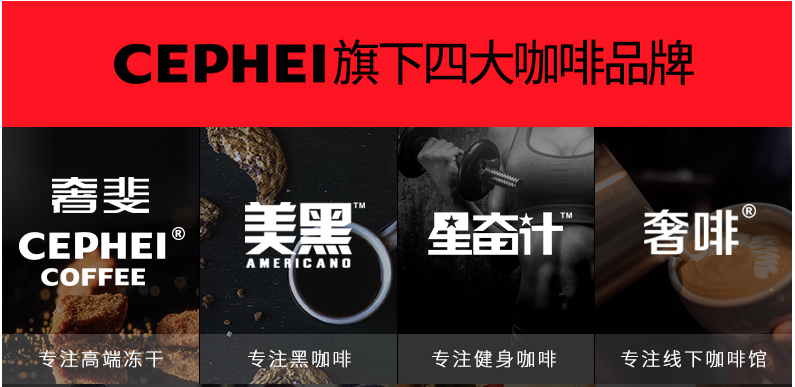 CEPHEI旗下四大咖啡品牌
奢斐
CEPHEI®
COFFEE
专注高端冻干
美黑™
AMERICANO
专注黑咖啡
星奋计™
专注健身咖啡
奢啡®
专注线下咖啡馆